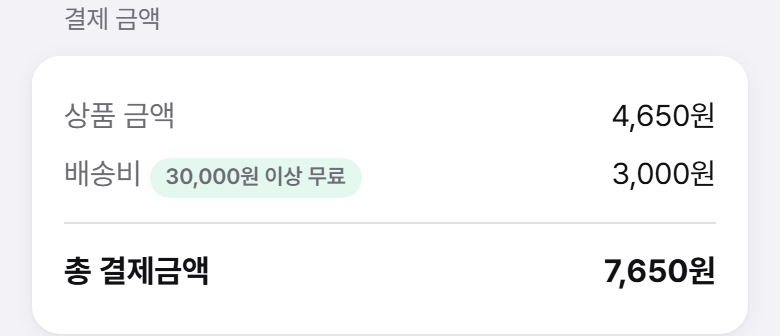 결제 금액
상품 금액 4,650원
배송비 30,000원 이상 무료 3,000원
총 결제금액 7,650원